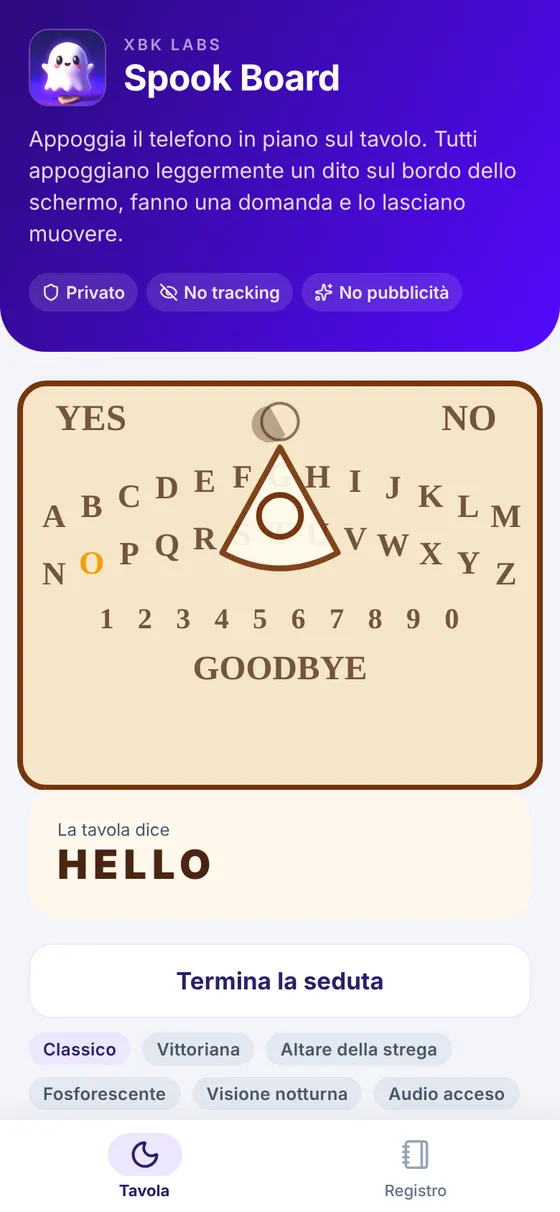 XBK LABS
Spook Board
Appoggia il telefono in piano sul tavolo. Tutti
appoggiano leggermente un dito sul bordo dello
schermo, fanno una domanda e lo lasciano
muovere.
Privato
No tracking
No pubblicità
YES
NO
A B C D E F G H I J K L M
N O P Q R S T U V W X Y Z
1 2 3 4 5 6 7 8 9 0
GOODBYE
La tavola dice
HELLO
Termina la seduta
Classico
Vittoriana
Altare della strega
Fosforescente
Visione notturna
Audio acceso
Tavola
Registro